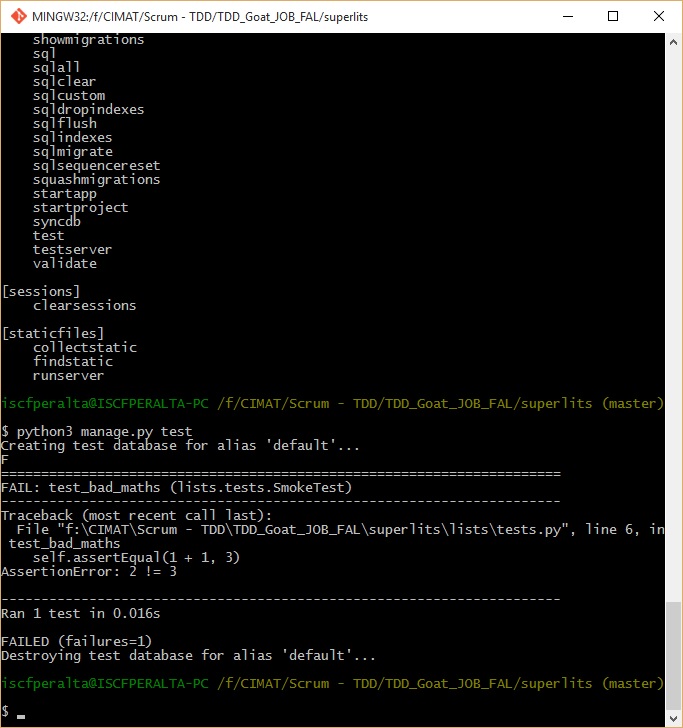 MINGW32:/f/CIMAT/Scrum - TDD/TDD_Goat_JOB_FAL/superlits
showmigrations
sql
sqlall
sqlclear
sqlcustom
sqldropindexes
sqlflush
sqlindexes
sqlmigrate
sqlsequencereset
squashmigrations
startapp
startproject
syncdb
test
testserver
validate
[sessions]
clearsessions
[staticfiles]
collectstatic
findstatic
runserver
iscfperalta@ISCFPERALTA-PC /f/CIMAT/Scrum - TDD/TDD_Goat_JOB_FAL/superlits (master)
$ python3 manage.py test
Creating test database for alias 'default'...
F
======================================================================
FAIL: test_bad_maths (lists.tests.SmokeTest)
----------------------------------------------------------------------
Traceback (most recent call last):
File "f:\CIMAT\Scrum - TDD\TDD_Goat_JOB_FAL\superlits\lists\tests.py", line 6, in
test_bad_maths
self.assertEqual(1 + 1, 3)
AssertionError: 2 != 3
----------------------------------------------------------------------
Ran 1 test in 0.016s
FAILED (failures=1)
Destroying test database for alias 'default'...
iscfperalta@ISCFPERALTA-PC /f/CIMAT/Scrum - TDD/TDD_Goat_JOB_FAL/superlits (master)
$